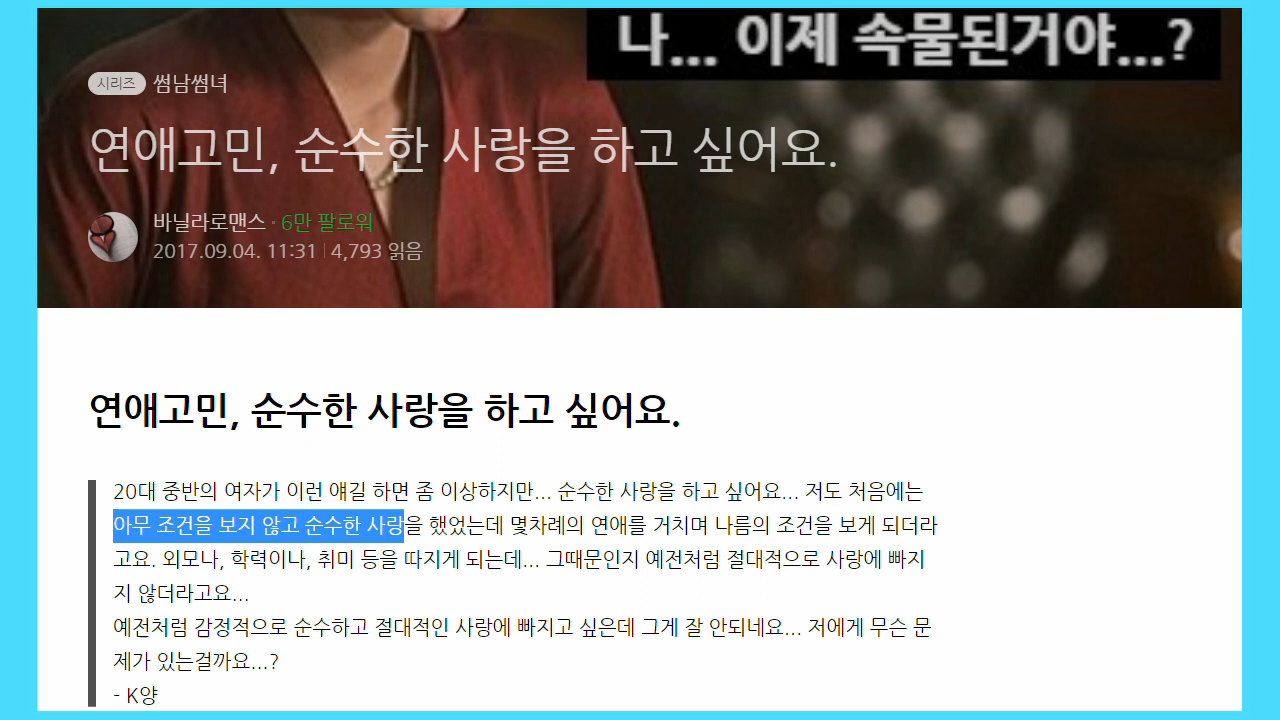 나... 이제 속물된거야...?
시리즈 썸남썸녀
연애고민, 순수한 사랑을 하고 싶어요.
바닐라로맨스 · 6만 팔로워
2017.09.04. 11:31 | 4,793 읽음
연애고민, 순수한 사랑을 하고 싶어요.
20대 중반의 여자가 이런 얘길 하면 좀 이상하지만... 순수한 사랑을 하고 싶어요... 저도 처음에는
아무 조건을 보지 않고 순수한 사랑을 했었는데 몇차례의 연애를 거치며 나름의 조건을 보게 되더라
고요. 외모나, 학력이나, 취미 등을 따지게 되는데... 그때문인지 예전처럼 절대적으로 사랑에 빠지
지 않더라고요...
예전처럼 감정적으로 순수하고 절대적인 사랑에 빠지고 싶은데 그게 잘 안되네요... 저에게 무슨 문
제가 있는걸까요...?
- K양